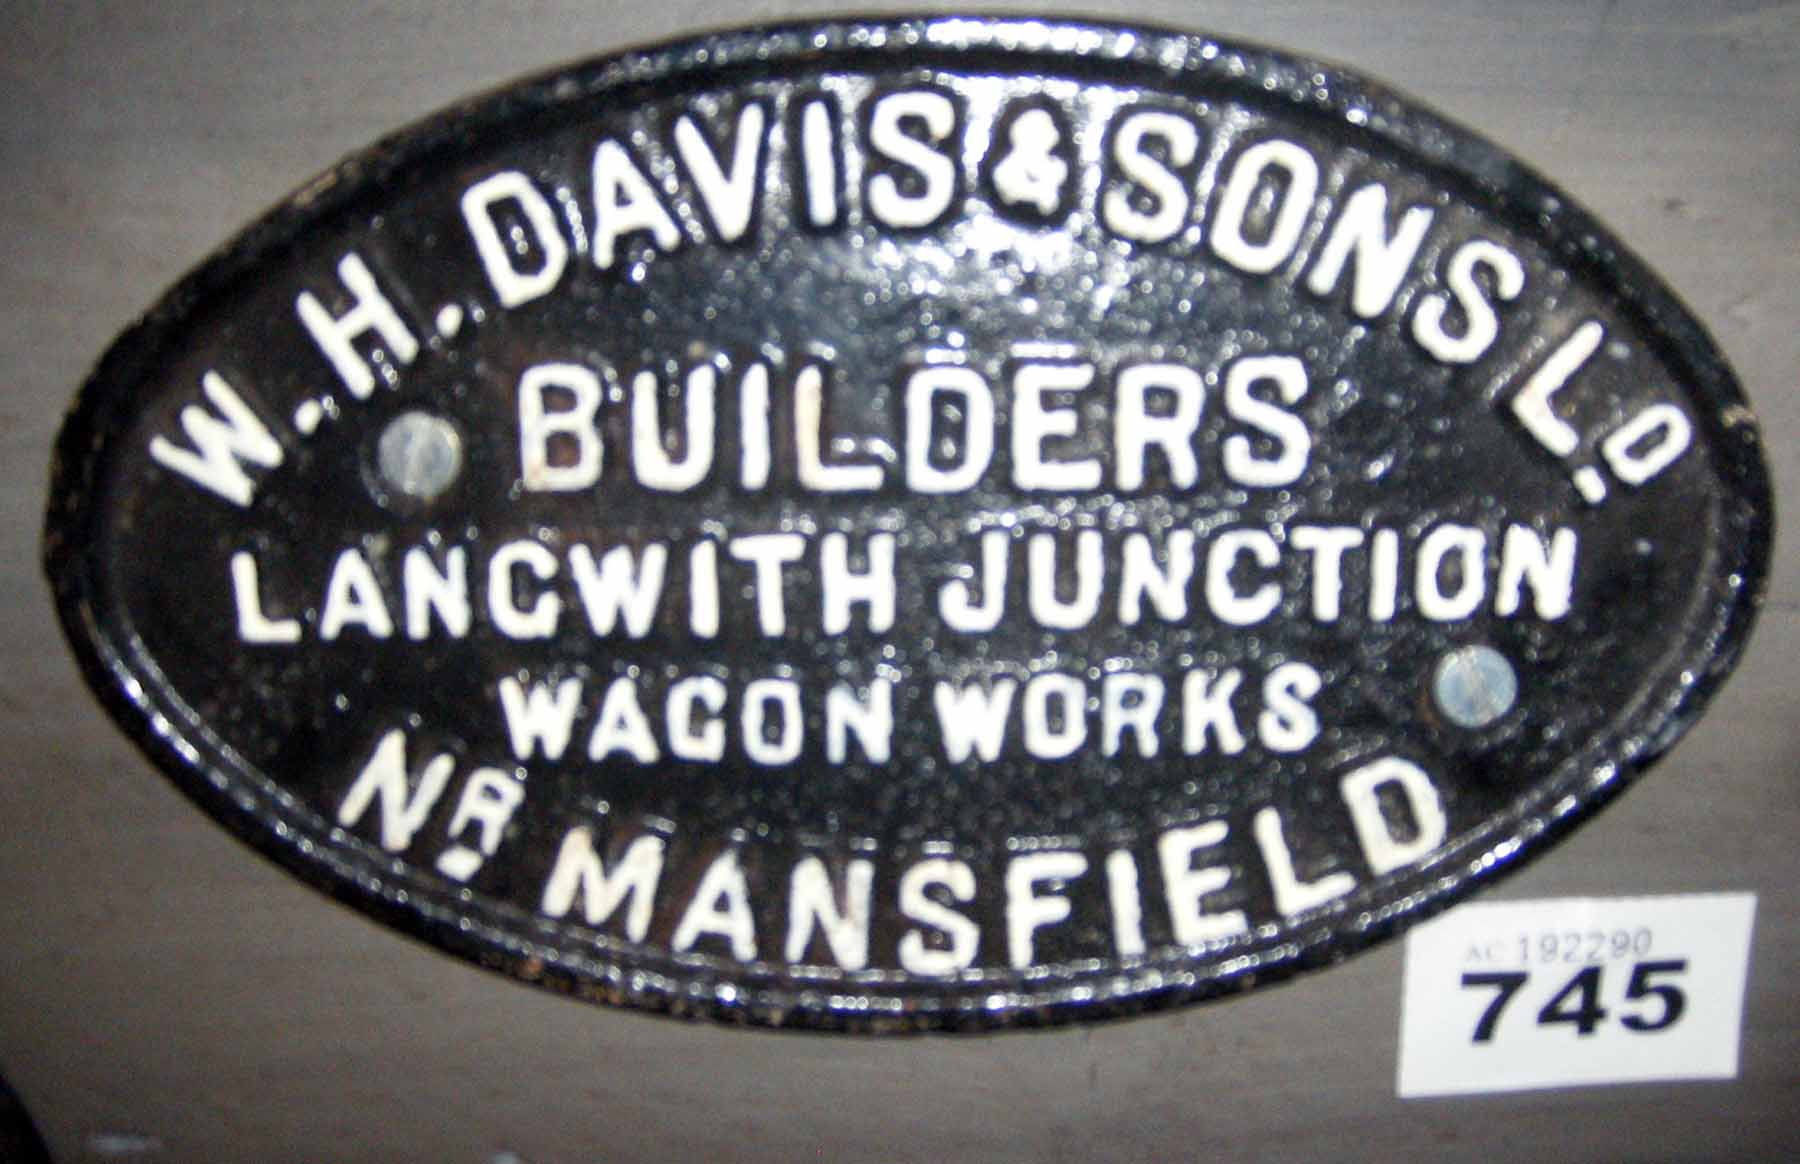 W. H. DAVIS & SONS LD
BUILDERS
LANGWITH JUNCTION
WAGON WORKS
NR MANSFIELD
AC 192290
745